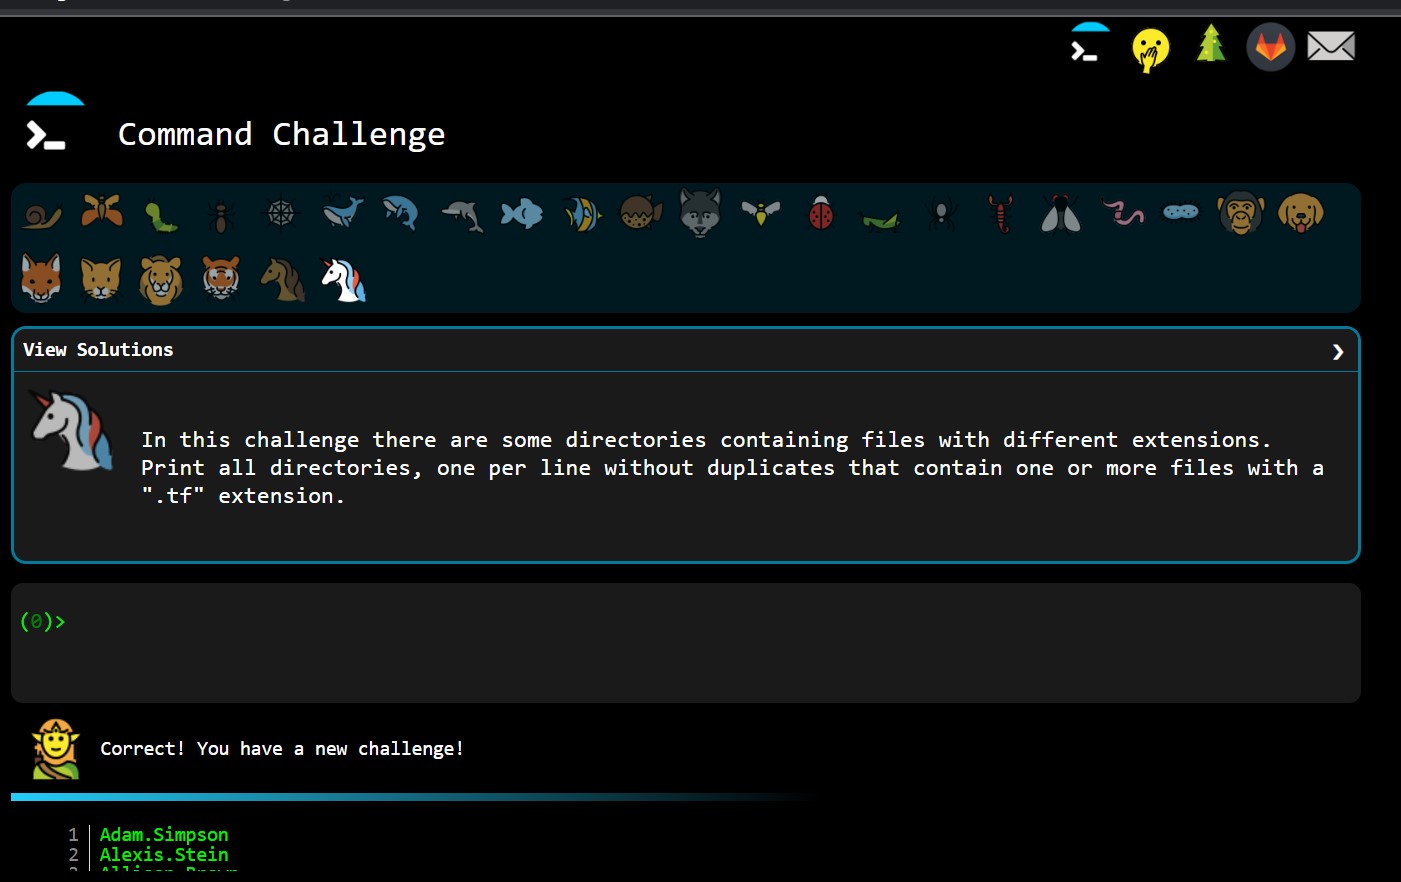 Command Challenge
View Solutions
In this challenge there are some directories containing files with different extensions.
Print all directories, one per line without duplicates that contain one or more files with a
".tf" extension.
(0)>
Correct! You have a new challenge!
1 Adam.Simpson
2 Alexis.Stein